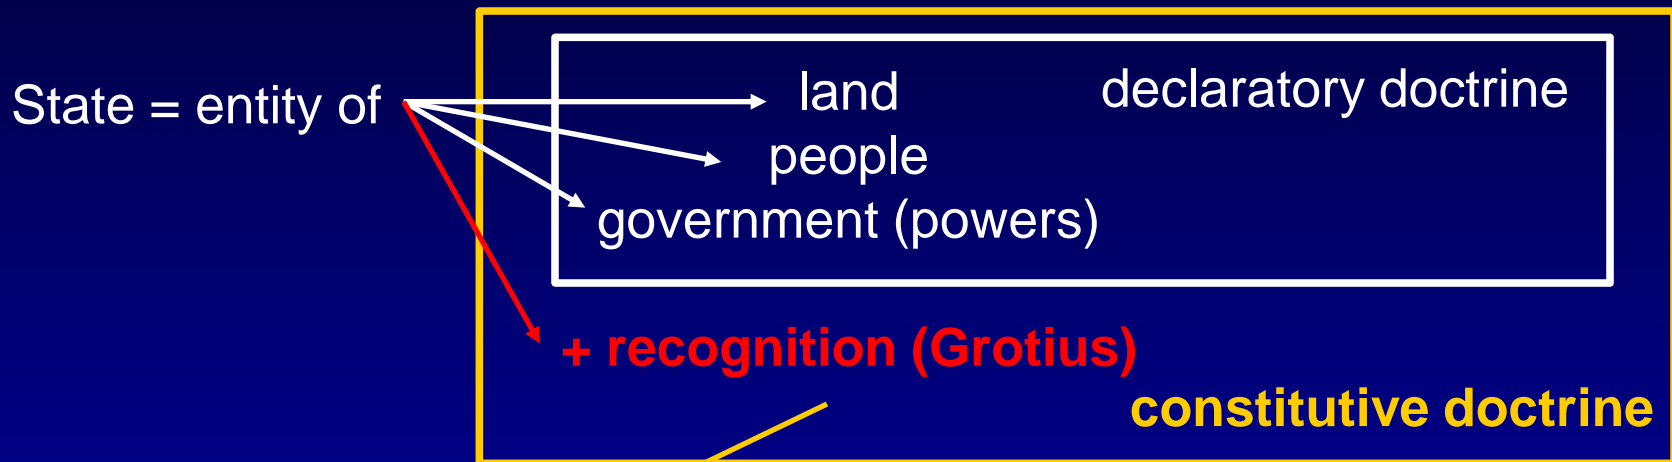 State = entity of
land
declaratory doctrine
people
government (powers)
+ recognition (Grotius)
constitutive doctrine